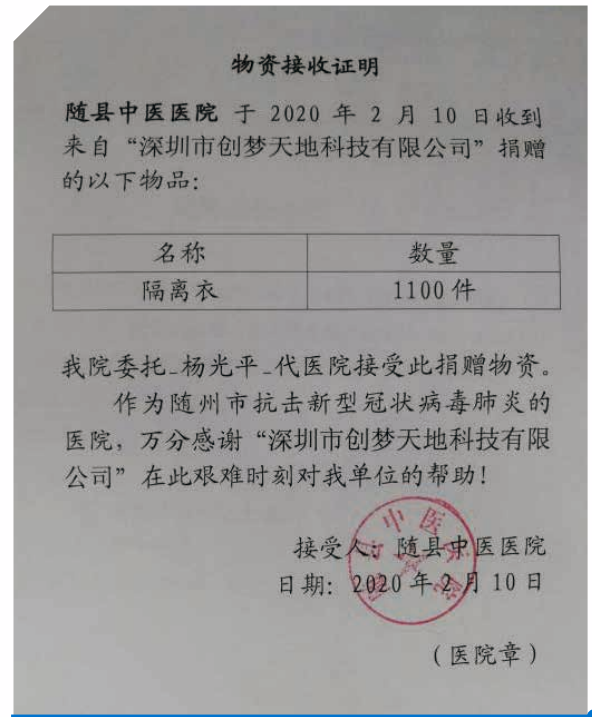 物资接收证明
随县中医医院 于 2020 年 2 月 10 日收到
来自“深圳市创梦天地科技有限公司”捐赠
的以下物品：
名称 数量
隔离衣 1100 件
我院委托_杨光平_代医院接受此捐赠物资。
作为随州市抗击新型冠状病毒肺炎的
医院，万分感谢“深圳市创梦天地科技有限
公司”在此艰难时刻对我单位的帮助！
接受人：随县中医医院
日期：2020 年 2 月 10 日
（医院章）
随县中医医院